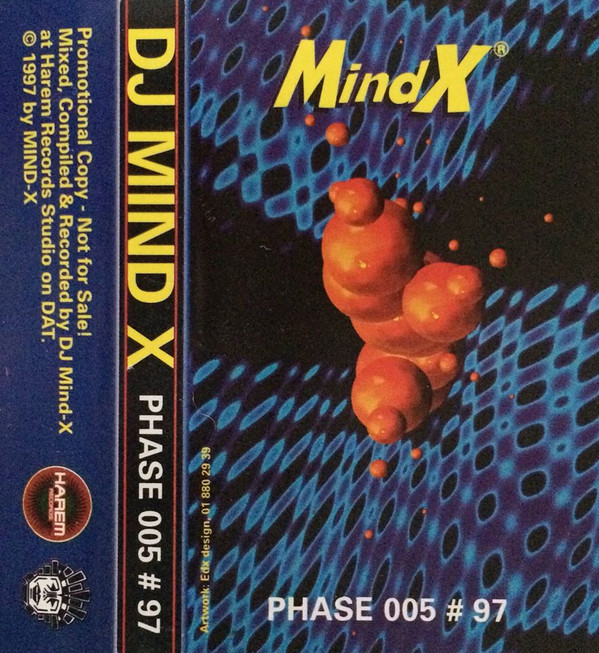 Promotional Copy - Not for Sale!
Mixed, Compiled & Recorded by DJ Mind-X
at Harem Records Studio on DAT.
© 1997 by MIND-X
HAREM
RECORDS
DJ MIND X PHASE 005 # 97
Artwork: Edx design. 01 880 29 39
MindX®
PHASE 005 # 97